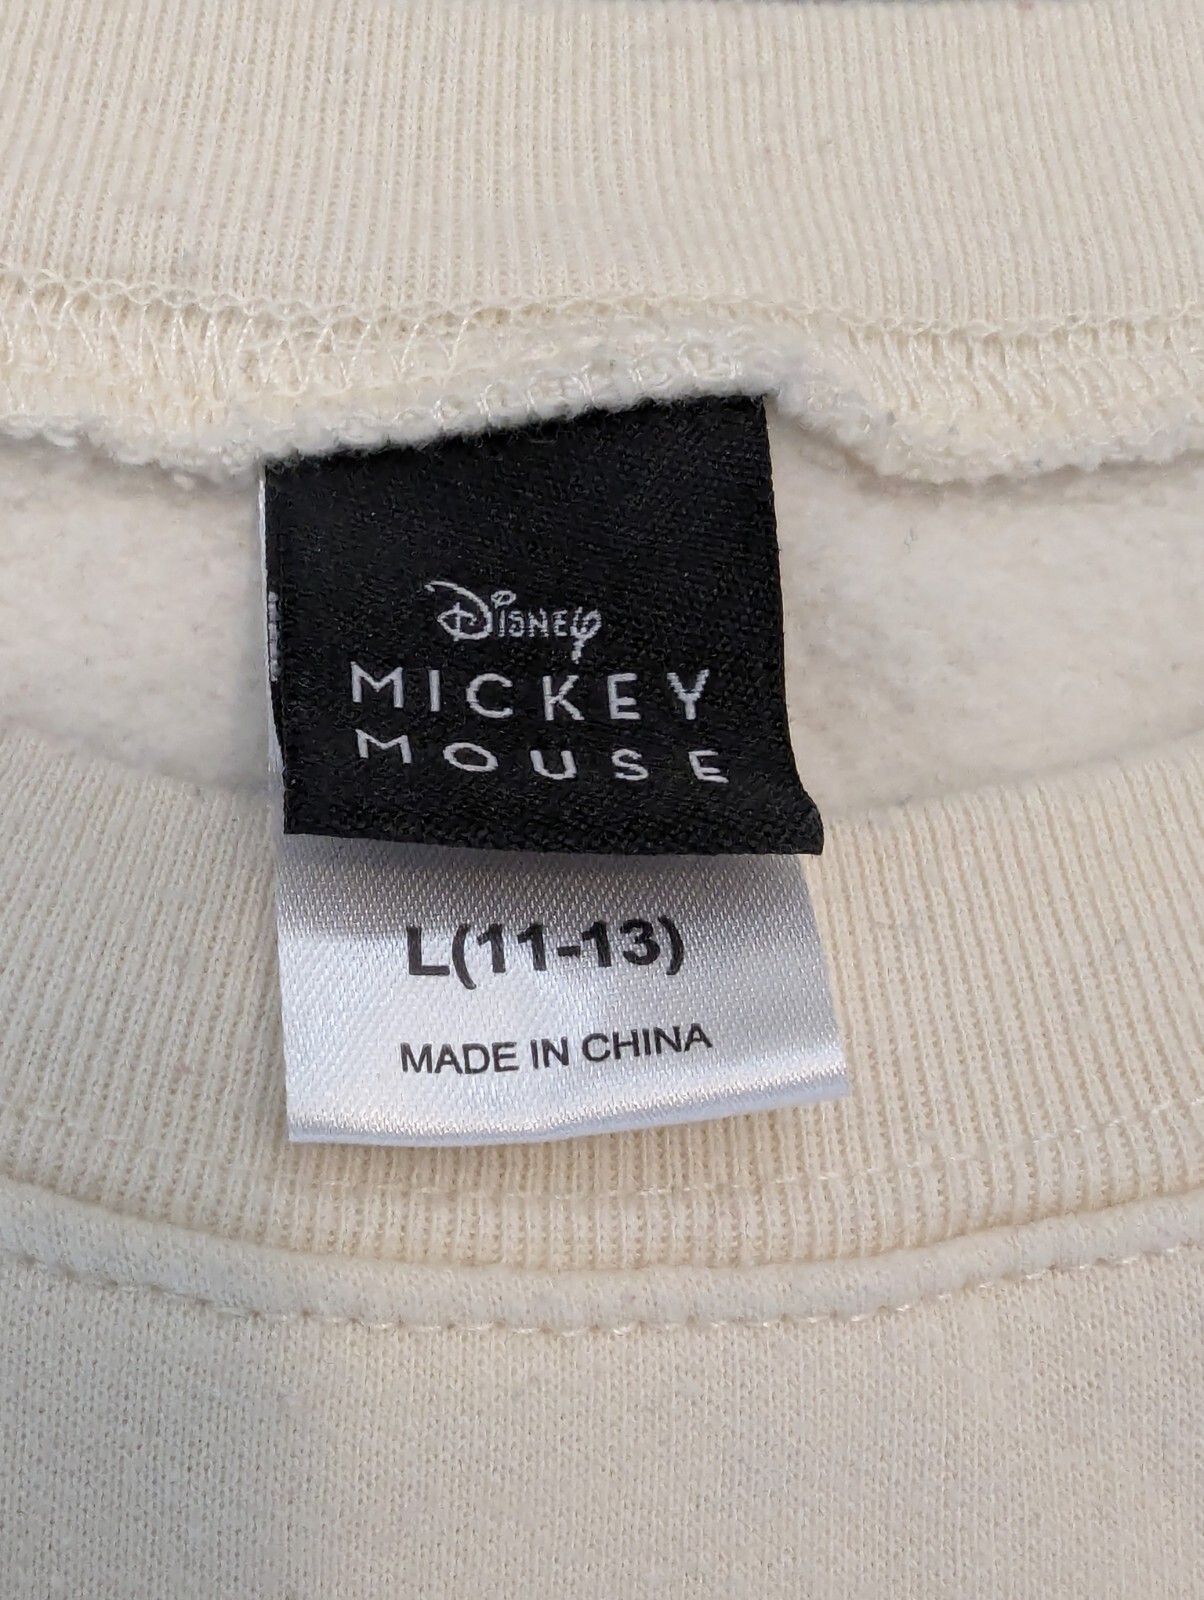 Disney
MICKEY
MOUSE
L(11-13)
MADE IN CHINA